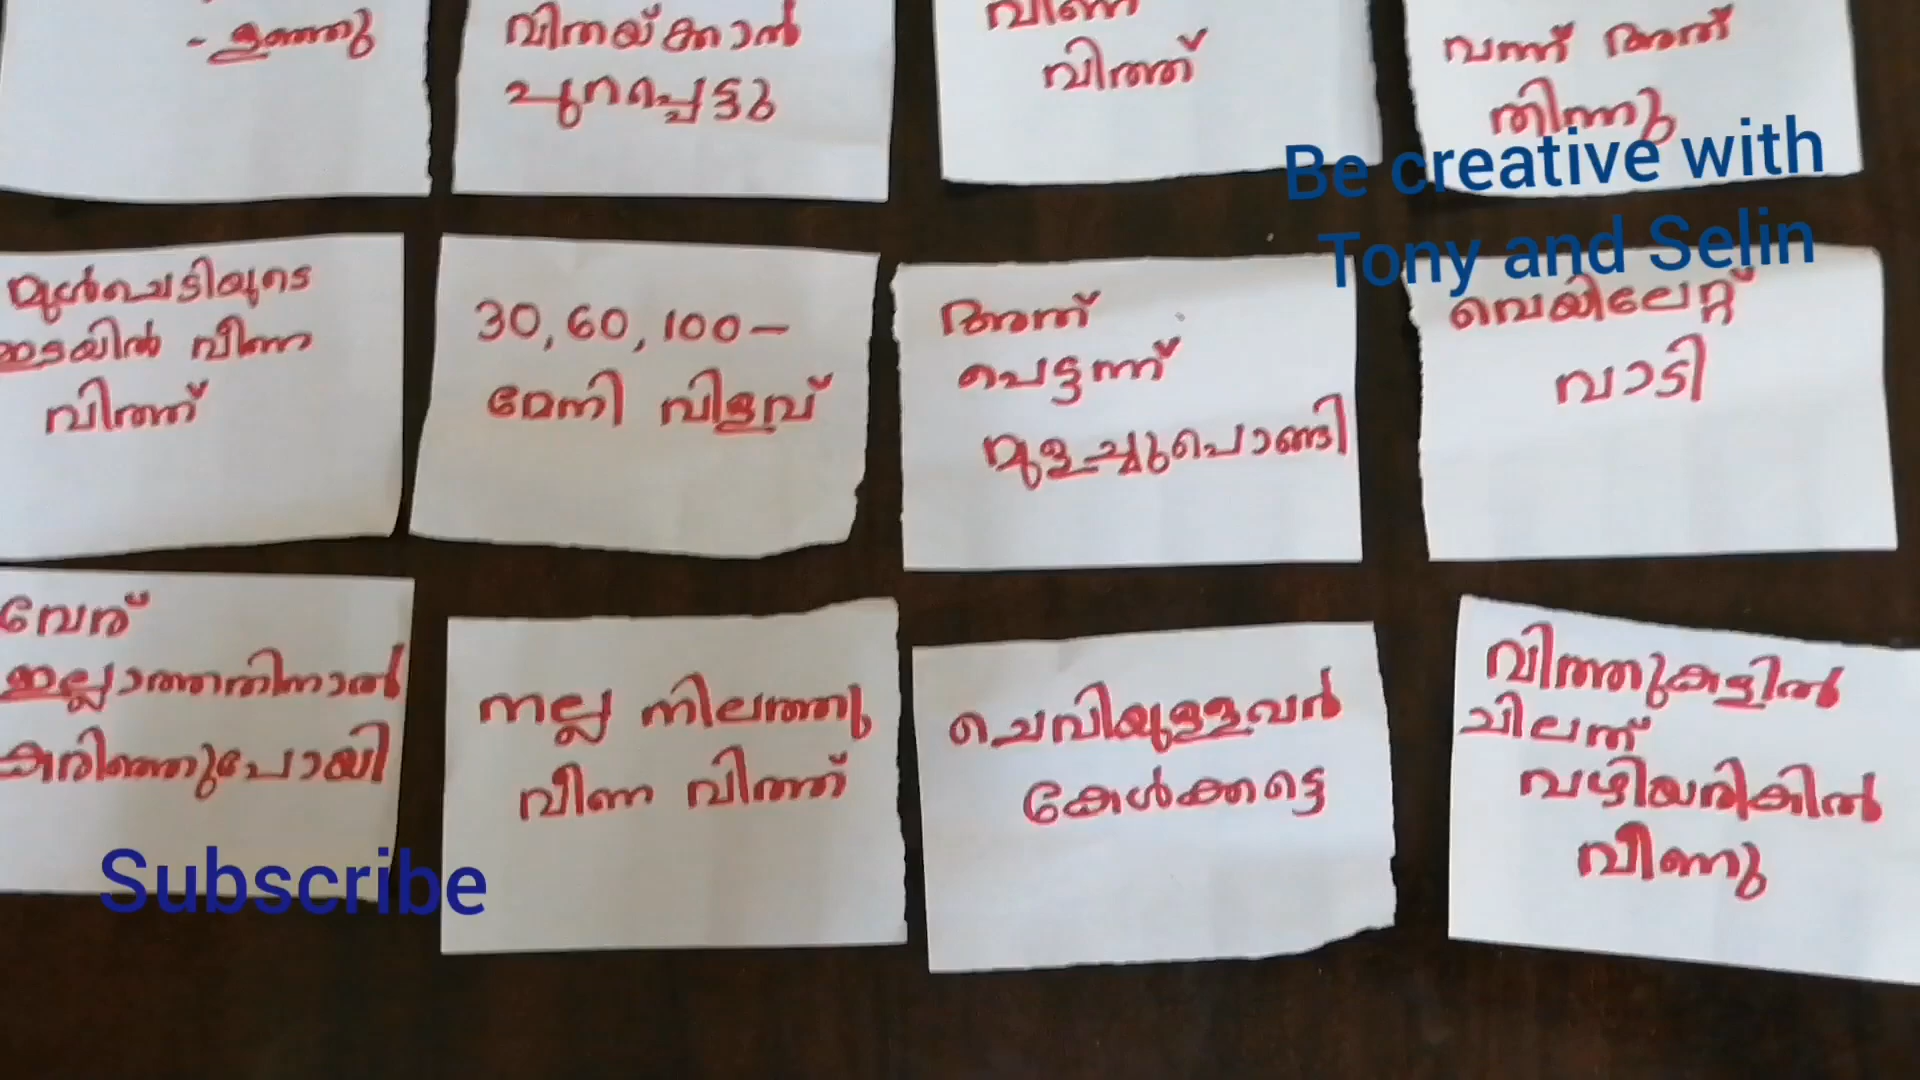 - ളഞ്ഞു
വിതയ്ക്കാൻ
പുറപ്പെട്ടു
വീണ
വിത്ത്
വന്ന് അത്
തിന്നു
Be creative with
Tony and Selin
മുൾചെടിയുടെ
ഇടയിൽ വീണ
വിത്ത്
30, 60, 100 –
മേനി വിളവ്
അത്
പെട്ടന്ന്
മുളച്ചുപൊങ്ങി
വെയിലേറ്റ്
വാടി
വേര്
ഇല്ലാത്തതിനാൽ
കരിഞ്ഞുപോയി
നല്ല നിലത്തു
വീണ വിത്ത്
ചെവിയുള്ളവർ
കേൾക്കട്ടെ
വിത്തുകളിൽ
ചിലത്
വഴിയരികിൽ
വീണു
Subscribe